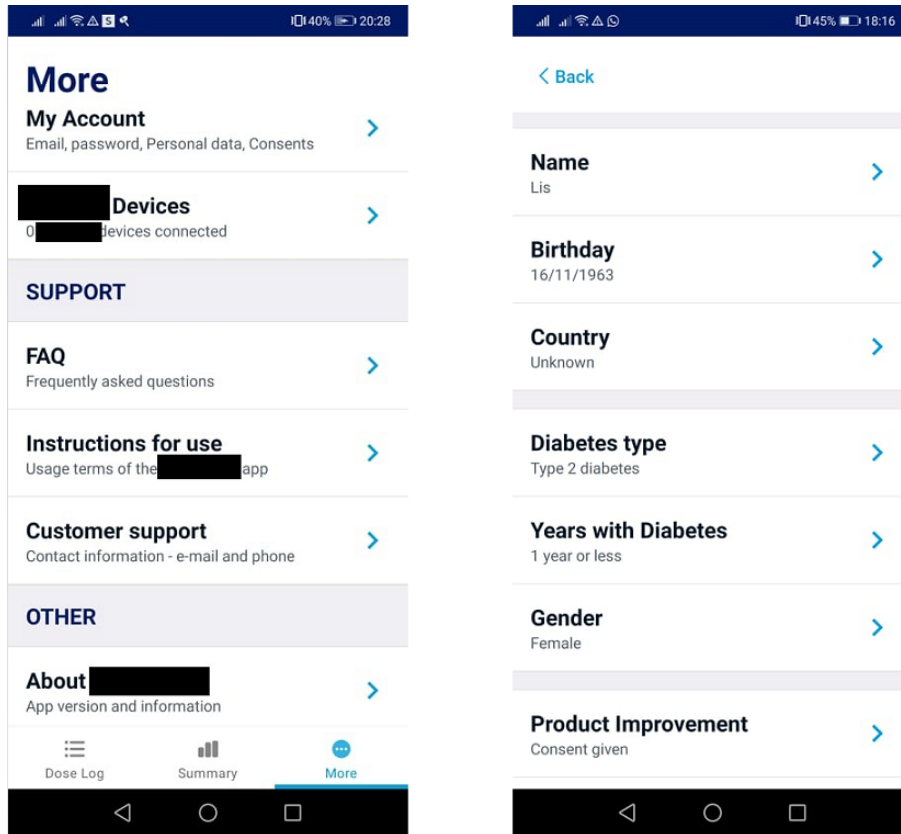 40% 20:28
More
My Account
Email, password, Personal data, Consents
Devices
0 devices connected
SUPPORT
FAQ
Frequently asked questions
Instructions for use
Usage terms of the app
Customer support
Contact information - e-mail and phone
OTHER
About
App version and information
Dose Log Summary More
45% 18:16
Back
Name
Lis
Birthday
16/11/1963
Country
Unknown
Diabetes type
Type 2 diabetes
Years with Diabetes
1 year or less
Gender
Female
Product Improvement
Consent given